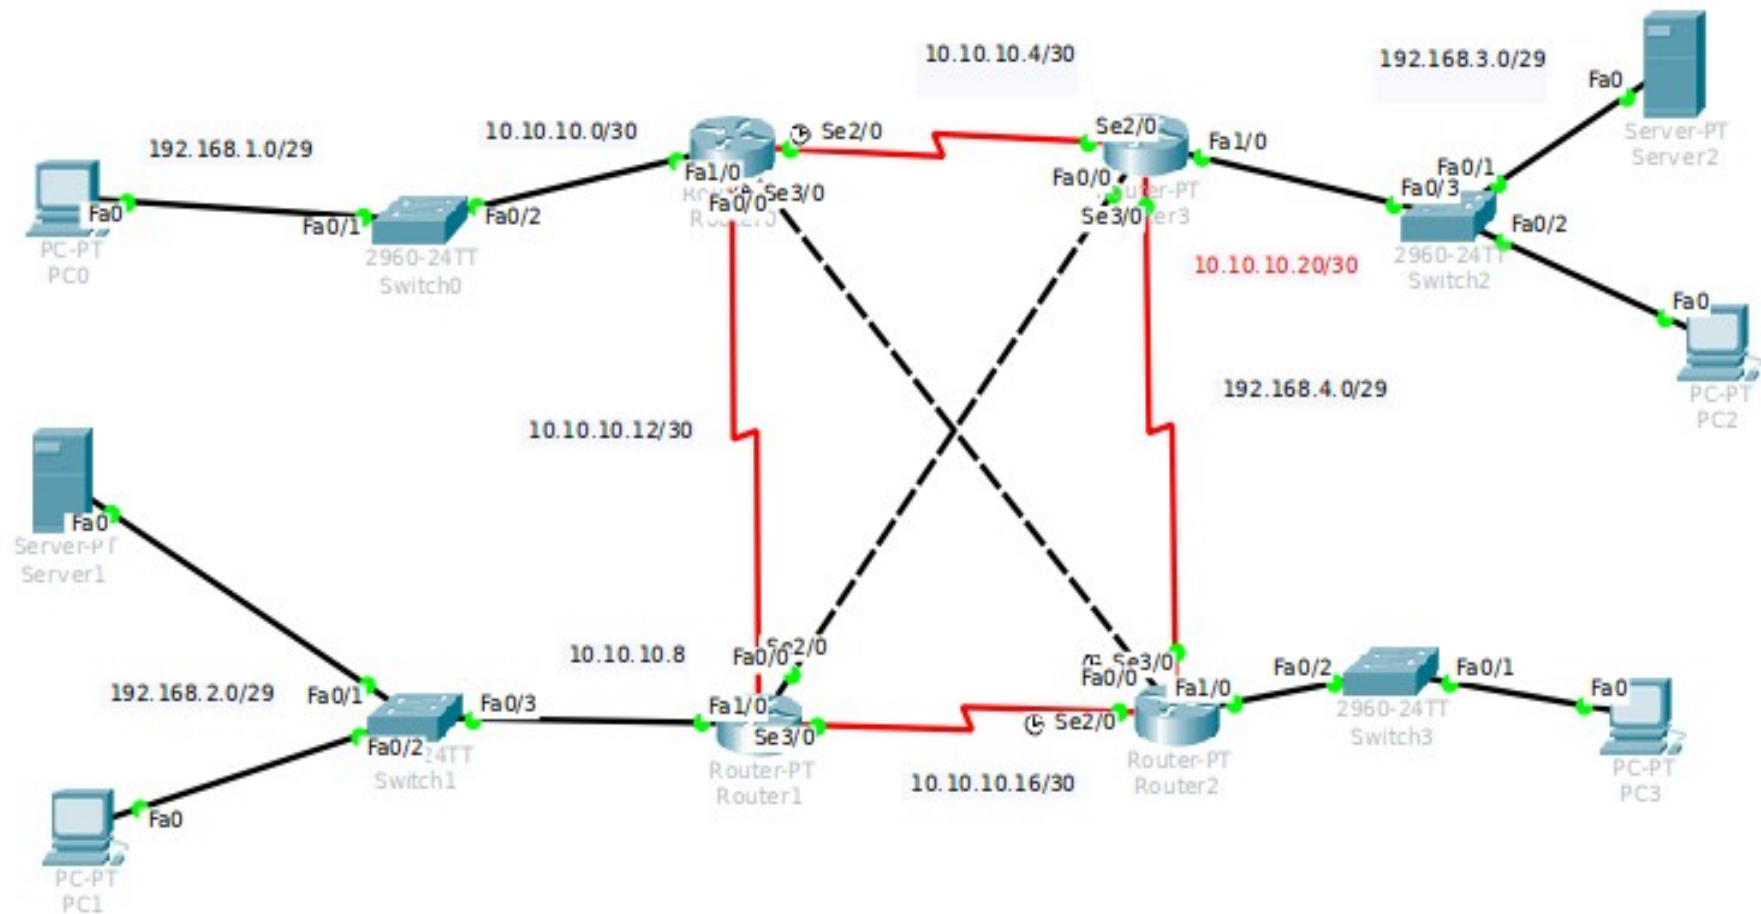 10.10.10.4/30
192.168.3.0/29
Fa0
Server-PT
Server2
192.168.1.0/29
10.10.10.0/30
Se2/0
Se2/0
Fa1/0
Fa1/0
Se3/0
Fa0/0
Fa0/0
Se3/0
Fa0/1
Fa0/3
Fa0/2
Fa0
Fa0/1
Fa0/2
PC-PT
PC0
2960-24TT
Switch0
2960-24TT
Switch2
10.10.10.20/30
Fa0
PC-PT
PC2
192.168.4.0/29
10.10.10.12/30
Fa0
Server-PT
Server1
10.10.10.8
Se2/0
Fa0/0
Se3/0
Fa0/0
Fa1/0
Fa0/2
Fa0/1
Fa0
192.168.2.0/29
Fa0/1
Fa0/3
Fa1/0
Se3/0
Se2/0
2960-24TT
Switch3
Fa0/2
24TT
Switch1
Router-PT
Router1
Router-PT
Router2
PC-PT
PC3
10.10.10.16/30
Fa0
PC-PT
PC1